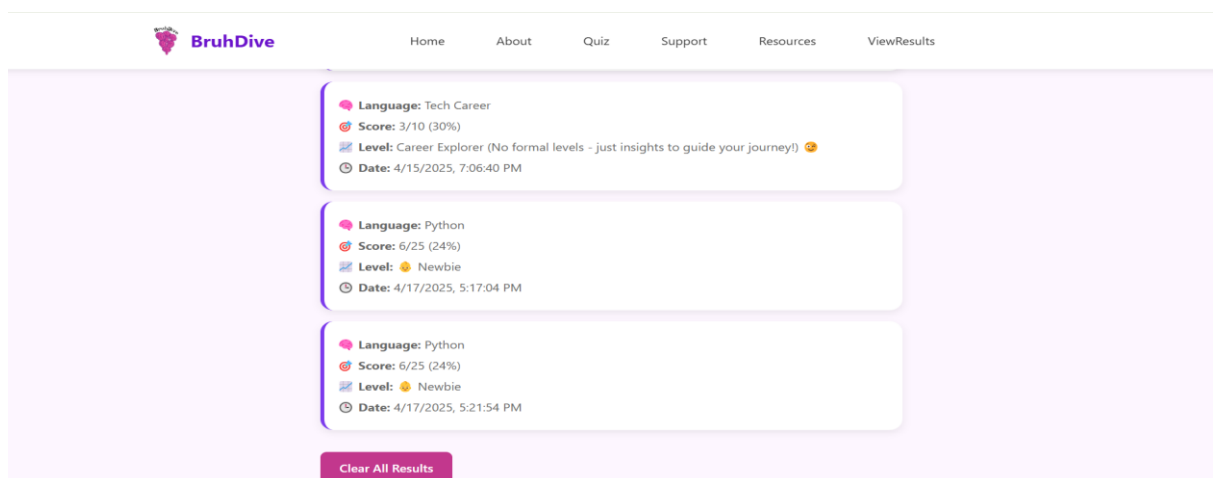 BruhDive
Home About Quiz Support Resources ViewResults
Language: Tech Career
Score: 3/10 (30%)
Level: Career Explorer (No formal levels - just insights to guide your journey!)
Date: 4/15/2025, 7:06:40 PM
Language: Python
Score: 6/25 (24%)
Level: Newbie
Date: 4/17/2025, 5:17:04 PM
Language: Python
Score: 6/25 (24%)
Level: Newbie
Date: 4/17/2025, 5:21:54 PM
Clear All Results